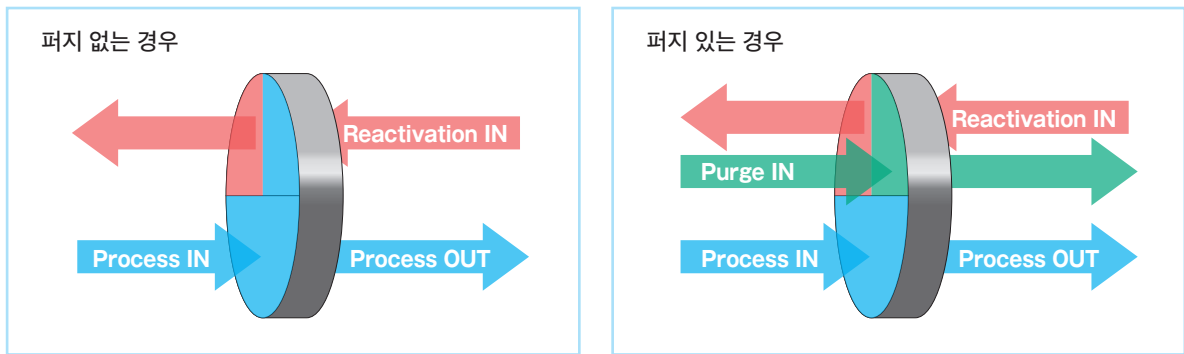 퍼지 없는 경우
Reactivation IN
Process IN
Process OUT
퍼지 있는 경우
Reactivation IN
Purge IN
Process IN
Process OUT